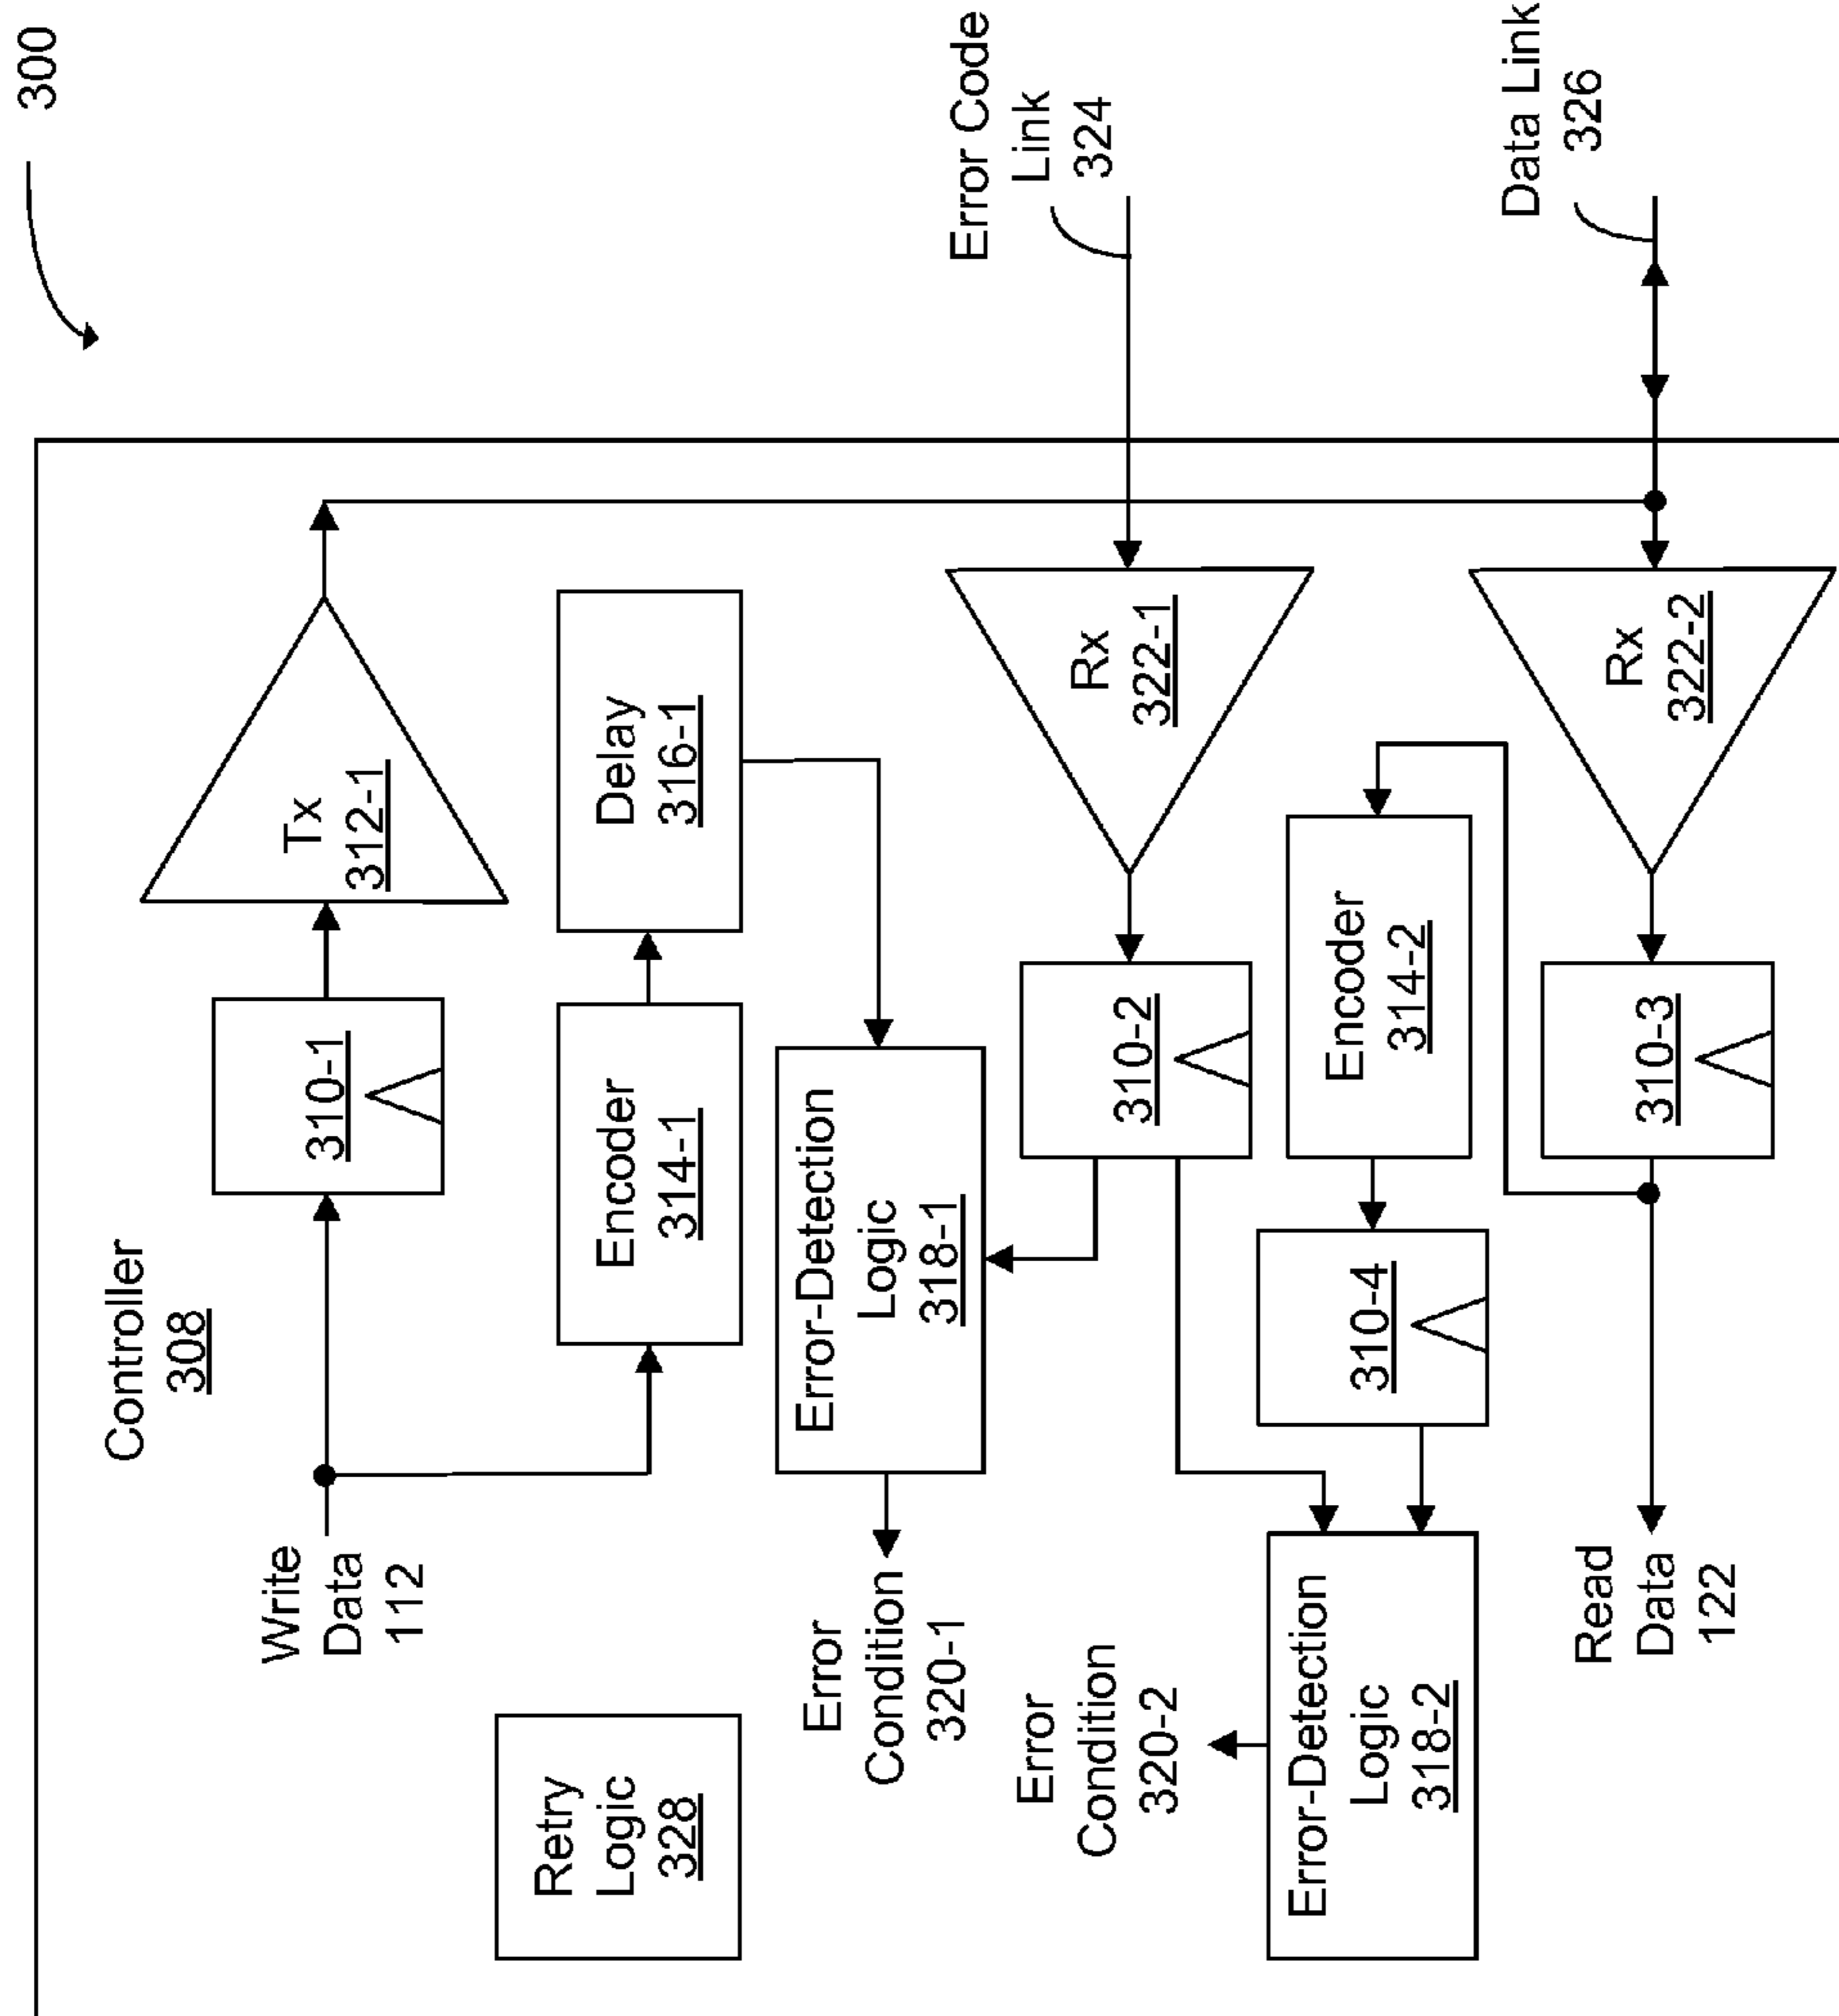 300
Controller
308
Write
Data
112
310-1
Tx
312-1
Retry
Logic
328
Encoder
314-1
Delay
316-1
Error
Condition
320-1
Error-Detection
Logic
318-1
Error Code
Link
324
Error
Condition
320-2
310-2
Rx
322-1
Error-Detection
Logic
318-2
310-4
Encoder
314-2
Data Link
326
Read
Data
122
310-3
Rx
322-2